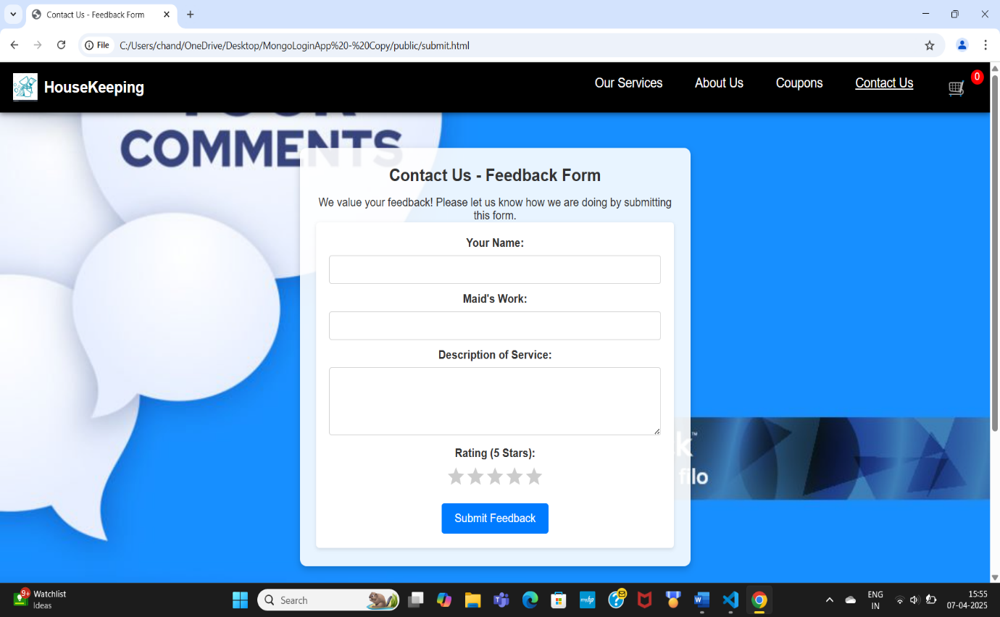 Contact Us - Feedback Form
File
C:/Users/chand/OneDrive/Desktop/MongoLoginApp%20-%20Copy/public/submit.html
HouseKeeping
Our Services
About Us
Coupons
Contact Us
0
YOUR
COMMENTS
Contact Us - Feedback Form
We value your feedback! Please let us know how we are doing by submitting
this form.
Your Name:
Maid's Work:
Description of Service:
Rating (5 Stars):
Submit Feedback
k™
filo
9+
Watchlist
Ideas
Search
myhp
W
ENG
IN
15:55
07-04-2025